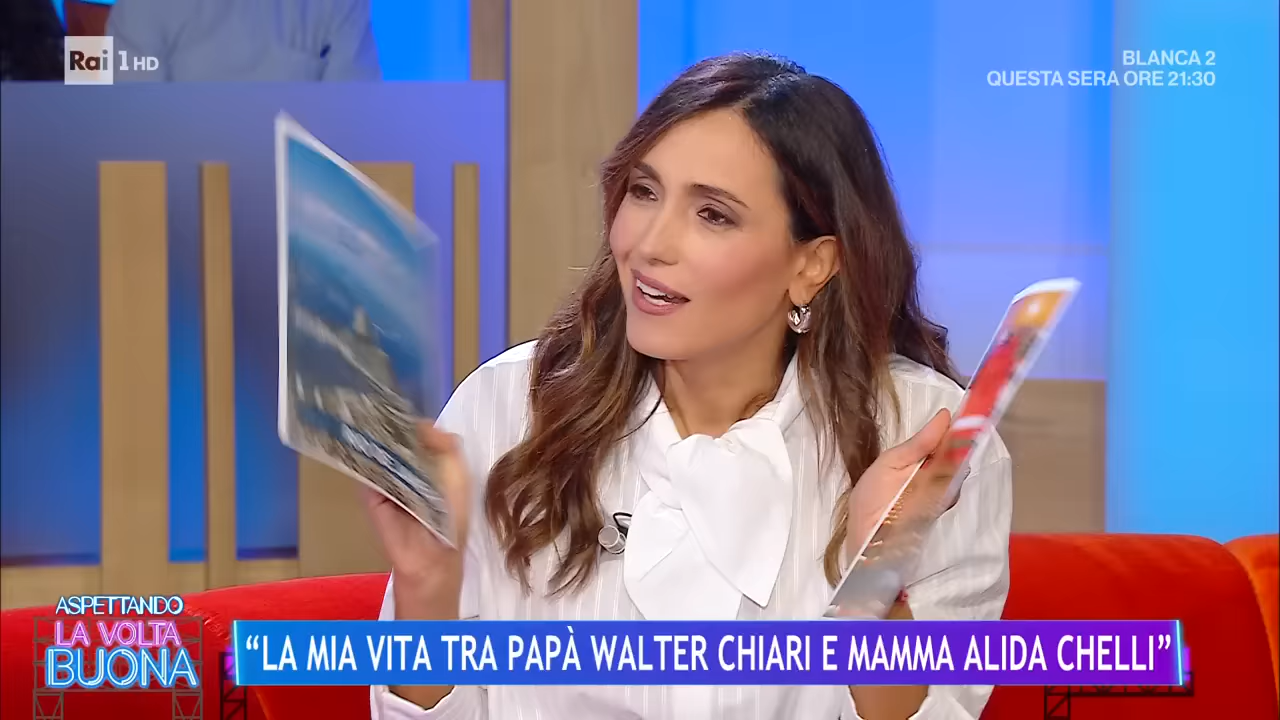 Rai 1 HD
BLANCA 2
QUESTA SERA ORE 21:30
ASPETTANDO
LA VOLTA
BUONA
“LA MIA VITA TRA PAPÀ WALTER CHIARI E MAMMA ALIDA CHELLI”